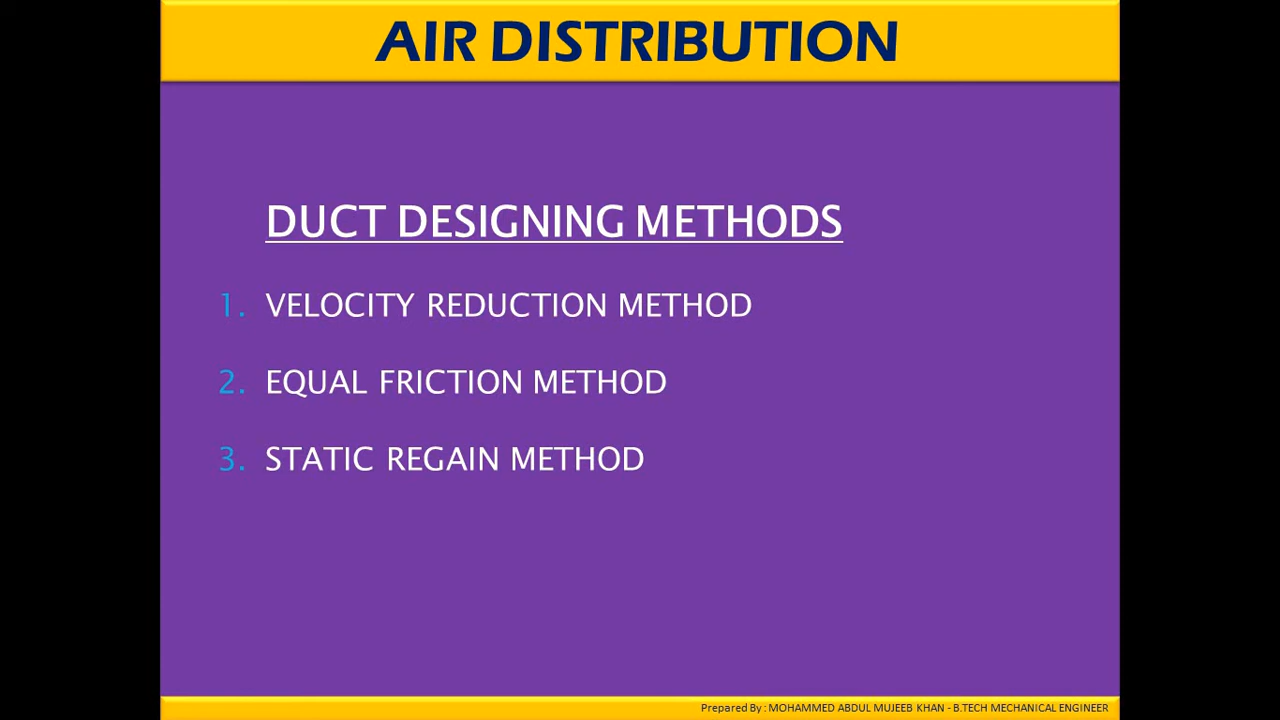 AIR DISTRIBUTION
DUCT DESIGNING METHODS
1. VELOCITY REDUCTION METHOD
2. EQUAL FRICTION METHOD
3. STATIC REGAIN METHOD
Prepared By : MOHAMMED ABDUL MUJEEB KHAN - B.TECH MECHANICAL ENGINEER